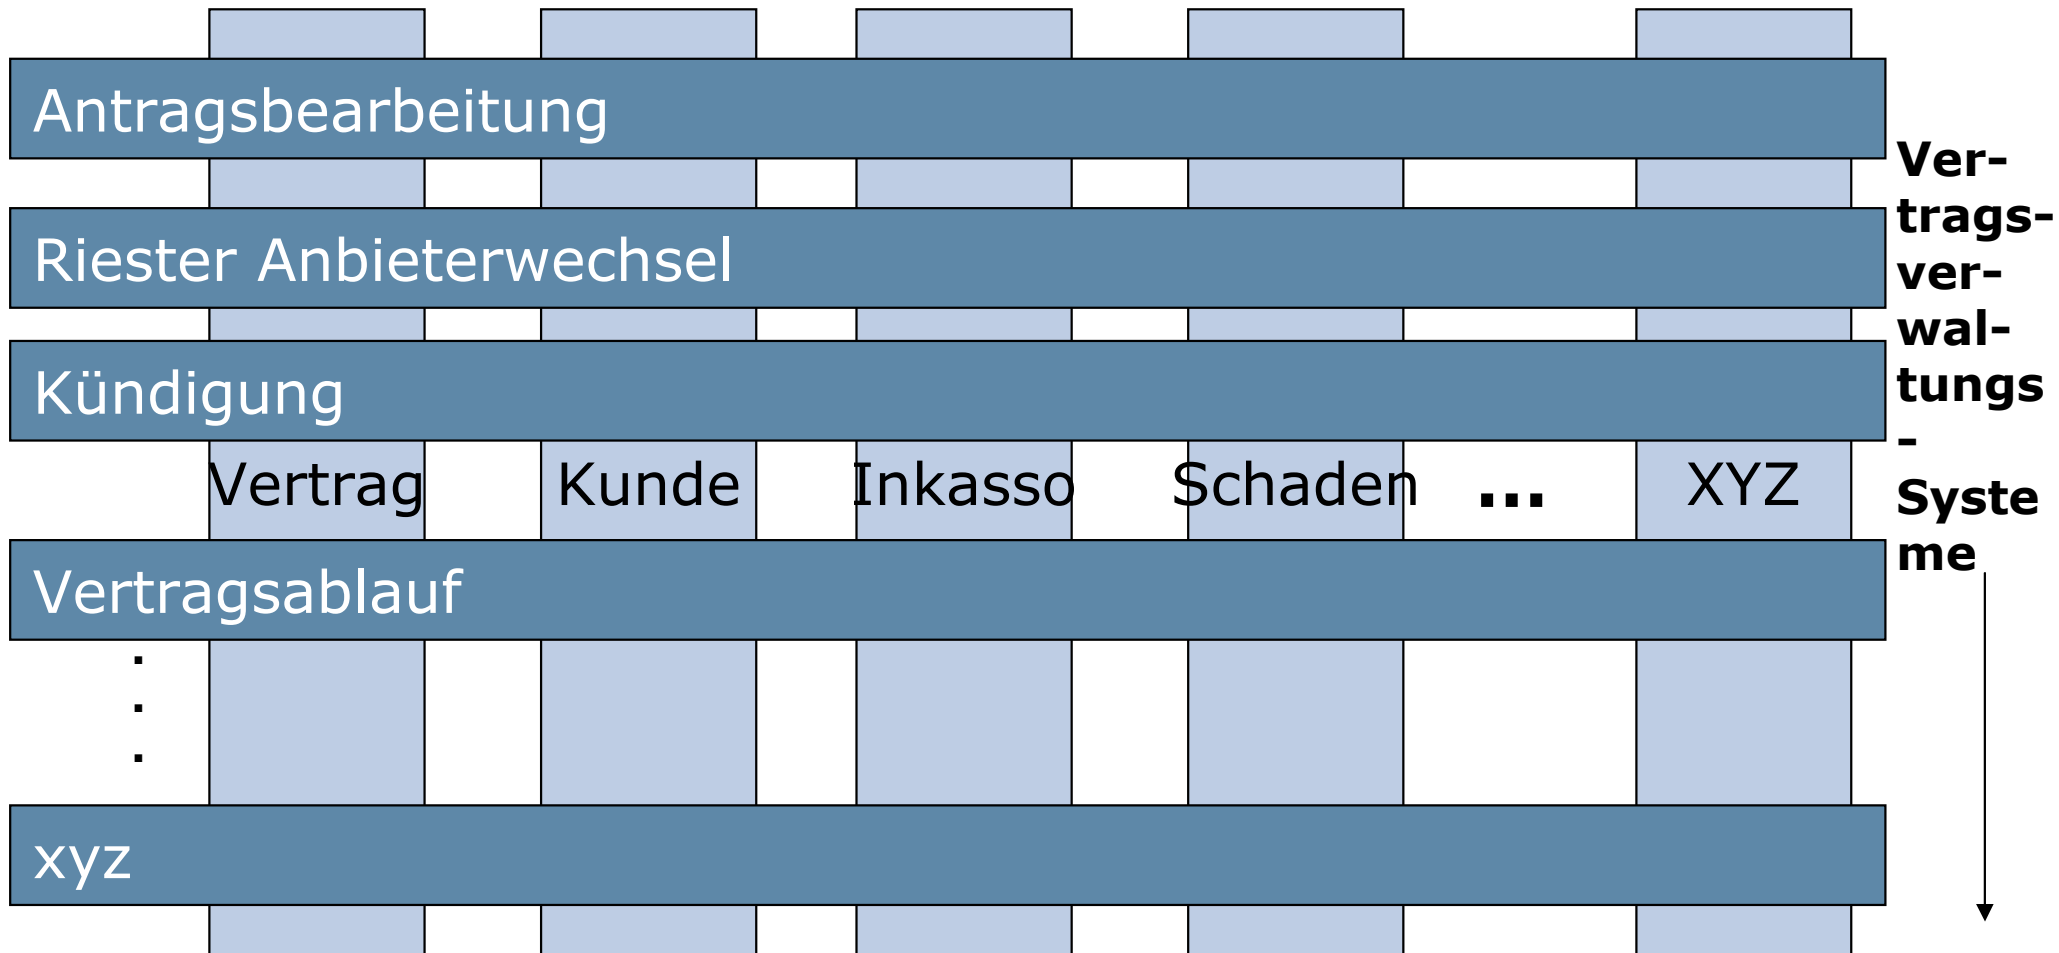 Antragsbearbeitung
Riester Anbieterwechsel
Kündigung
Vertrag Kunde Inkasso Schaden ... XYZ
Vertragsablauf
.
.
.
xyz
Ver-
trags-
ver-
wal-
tungs
-
Syste
me